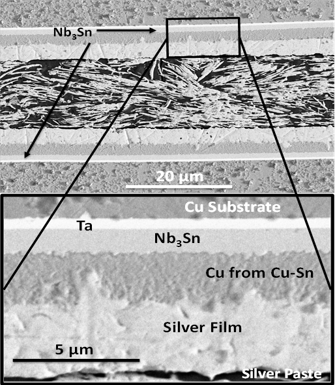 Nb₃Sn
20 μm
Cu Substrate
Ta
Nb₃Sn
Cu from Cu-Sn
Silver Film
5 μm
Silver Paste